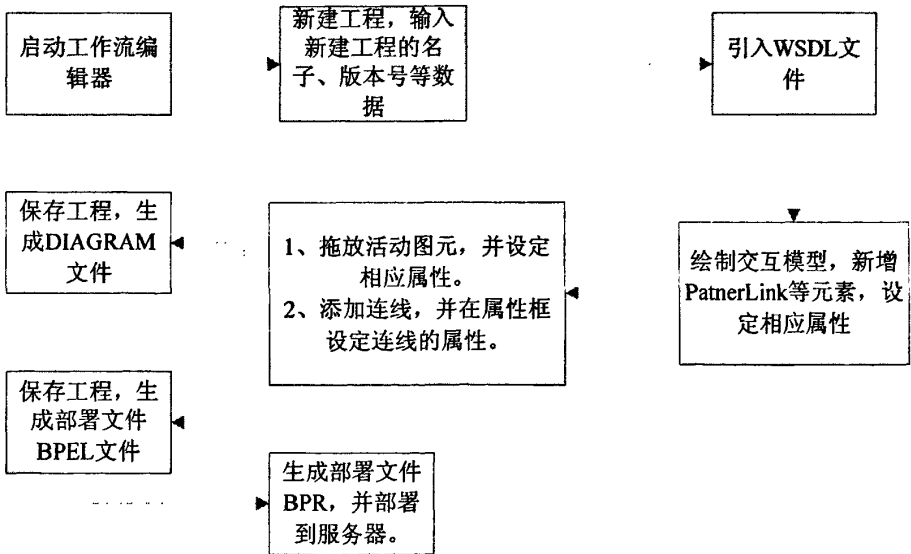 启动工作流编
辑器
新建工程，输入
新建工程的名
子、版本号等数
据
引入WSDL文
件
保存工程，生
成DIAGRAM
文件
1、拖放活动图元，并设定
相应属性。
2、添加连线，并在属性框
设定连线的属性。
绘制交互模型，新增
PatnerLink等元素，设
定相应属性
保存工程，生
成部署文件
BPEL文件
生成部署文件
BPR，并部署
到服务器。